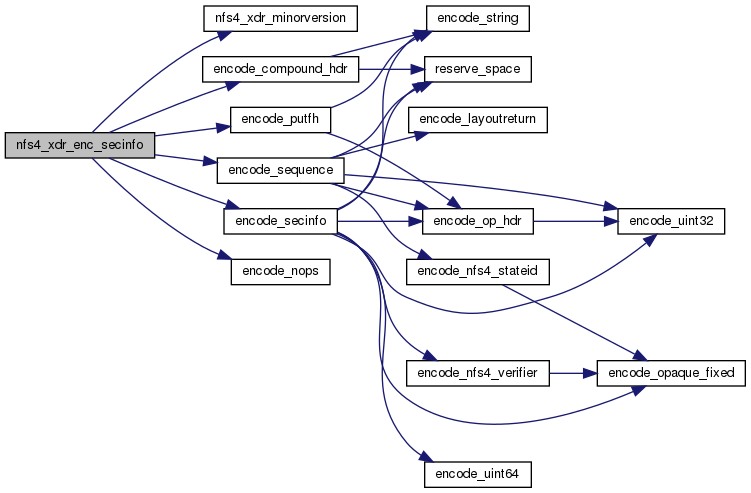 nfs4_xdr_enc_secinfo
nfs4_xdr_minorversion
encode_compound_hdr
encode_putfh
encode_sequence
encode_secinfo
encode_nops
encode_string
reserve_space
encode_layoutreturn
encode_op_hdr
encode_nfs4_stateid
encode_nfs4_verifier
encode_uint64
encode_uint32
encode_opaque_fixed